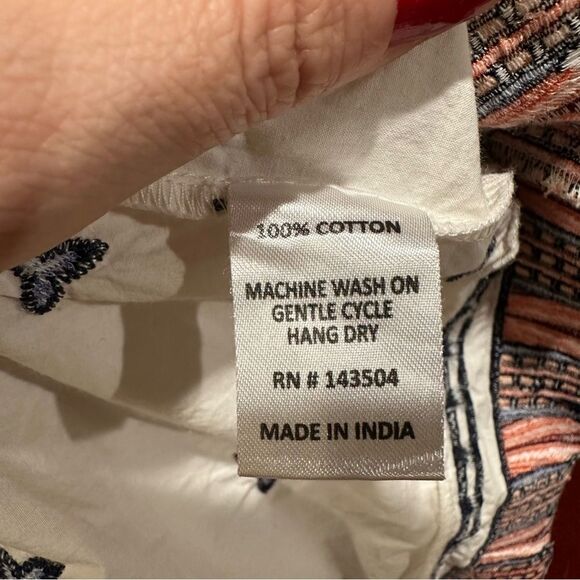 100% COTTON
MACHINE WASH ON
GENTLE CYCLE
HANG DRY
RN # 143504
MADE IN INDIA